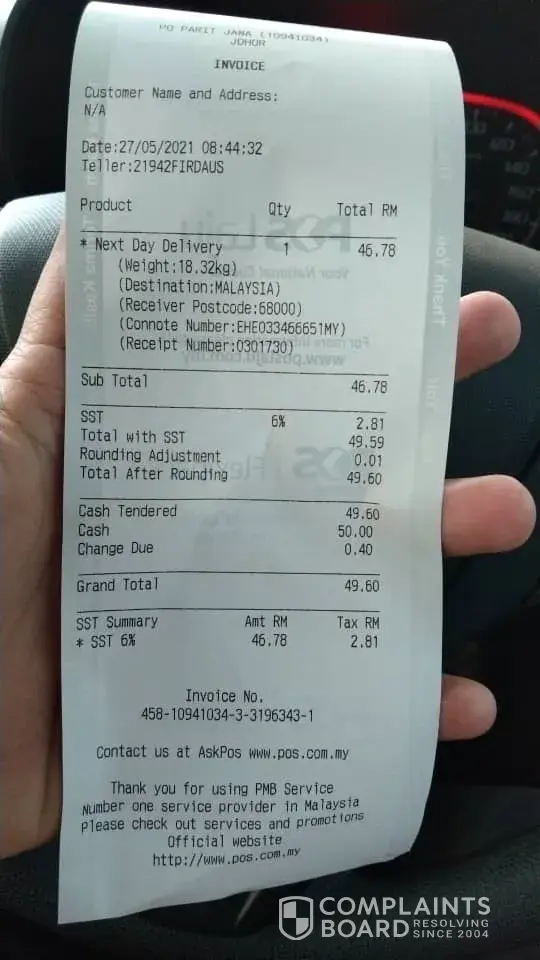 PO PARIT JANA (10941034)
JOHOR
INVOICE
Customer Name and Address:
N/A
Date:27/05/2021 08:44:32
Teller:21942FIRDAUS
Product Qty Total RM
* Next Day Delivery 1 46.78
(Weight:18.32kg)
(Destination:MALAYSIA)
(Receiver Postcode:68000)
(Connote Number:EHE033466651MY)
(Receipt Number:0301730)
Sub Total 46.78
SST 6% 2.81
Total with SST 49.59
Rounding Adjustment 0.01
Total After Rounding 49.60
Cash Tendered 49.60
Cash 50.00
Change Due 0.40
Grand Total 49.60
SST Summary Amt RM Tax RM
* SST 6% 46.78 2.81
Invoice No.
458-10941034-3-3196343-1
Contact us at AskPos www.pos.com.my
Thank you for using PMB Service
Number one service provider in Malaysia
Please check out services and promotions
Official website
http://www.pos.com.my
COMPLAINTS
BOARD RESOLVING
SINCE 2004